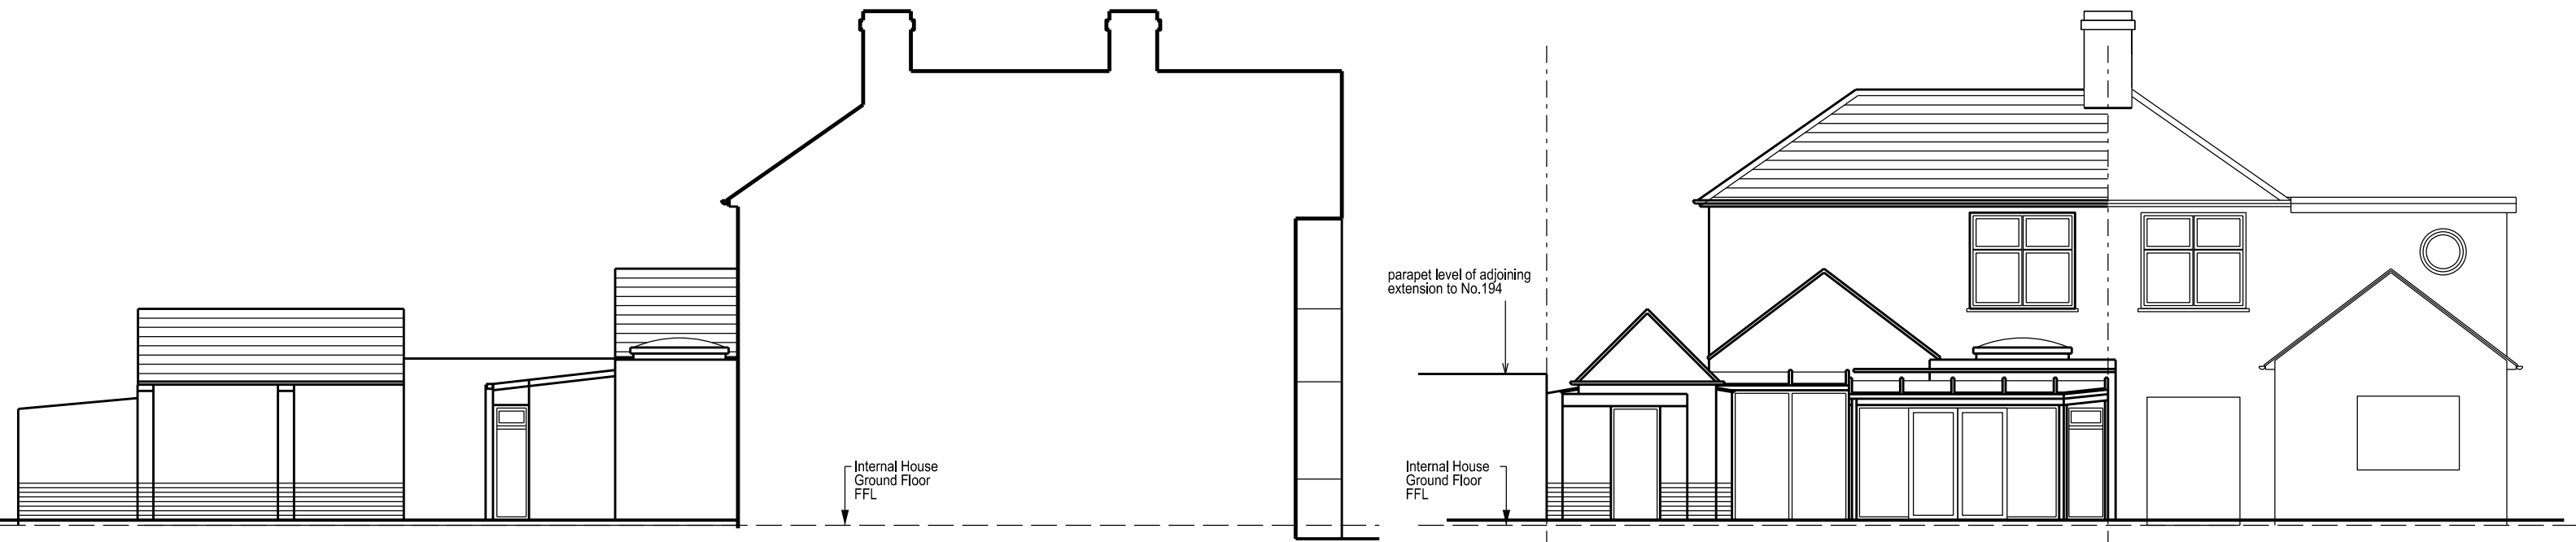 Internal House
Ground Floor
FFL
parapet level of adjoining
extension to No.194
Internal House
Ground Floor
FFL